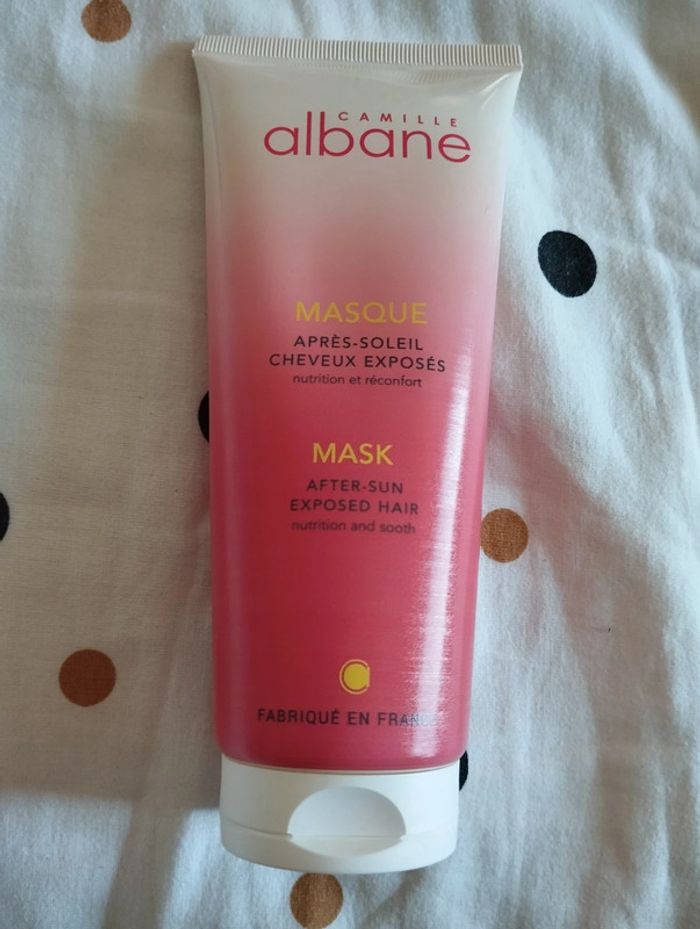 CAMILLE
albane
MASQUE
APRÈS-SOLEIL
CHEVEUX EXPOSÉS
nutrition et réconfort
MASK
AFTER-SUN
EXPOSED HAIR
nutrition and sooth
FABRIQUÉ EN FRANCE